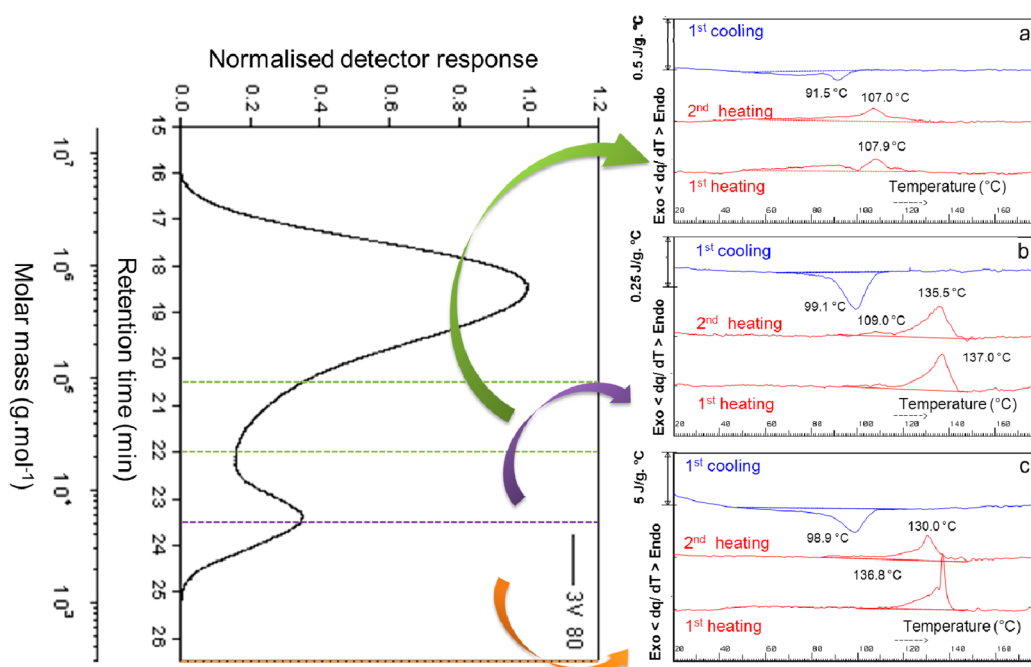 Normalised detector response
0.0 0.2 0.4 0.6 0.8 1.0 1.2
15
16
17
18
19
20
21
22
23
24
25
26
Retention time (min)
10⁷
10⁶
10⁵
10⁴
10³
Molar mass (g.mol⁻¹)
3V 80
a
0.5 J/g. °C
Exo < dq/ dT > Endo
1st cooling
91.5 °C
107.0 °C
2nd heating
107.9 °C
1st heating
Temperature (°C)
20 40 60 80 100 120 140 160
b
0.25 J/g. °C
Exo < dq/ dT > Endo
1st cooling
99.1 °C
135.5 °C
109.0 °C
2nd heating
137.0 °C
1st heating
Temperature (°C)
20 40 60 80 100 120 140 160
c
5 J/g. °C
Exo < dq/ dT > Endo
1st cooling
98.9 °C
130.0 °C
2nd heating
136.8 °C
1st heating
Temperature (°C)
20 40 60 80 100 120 140 160